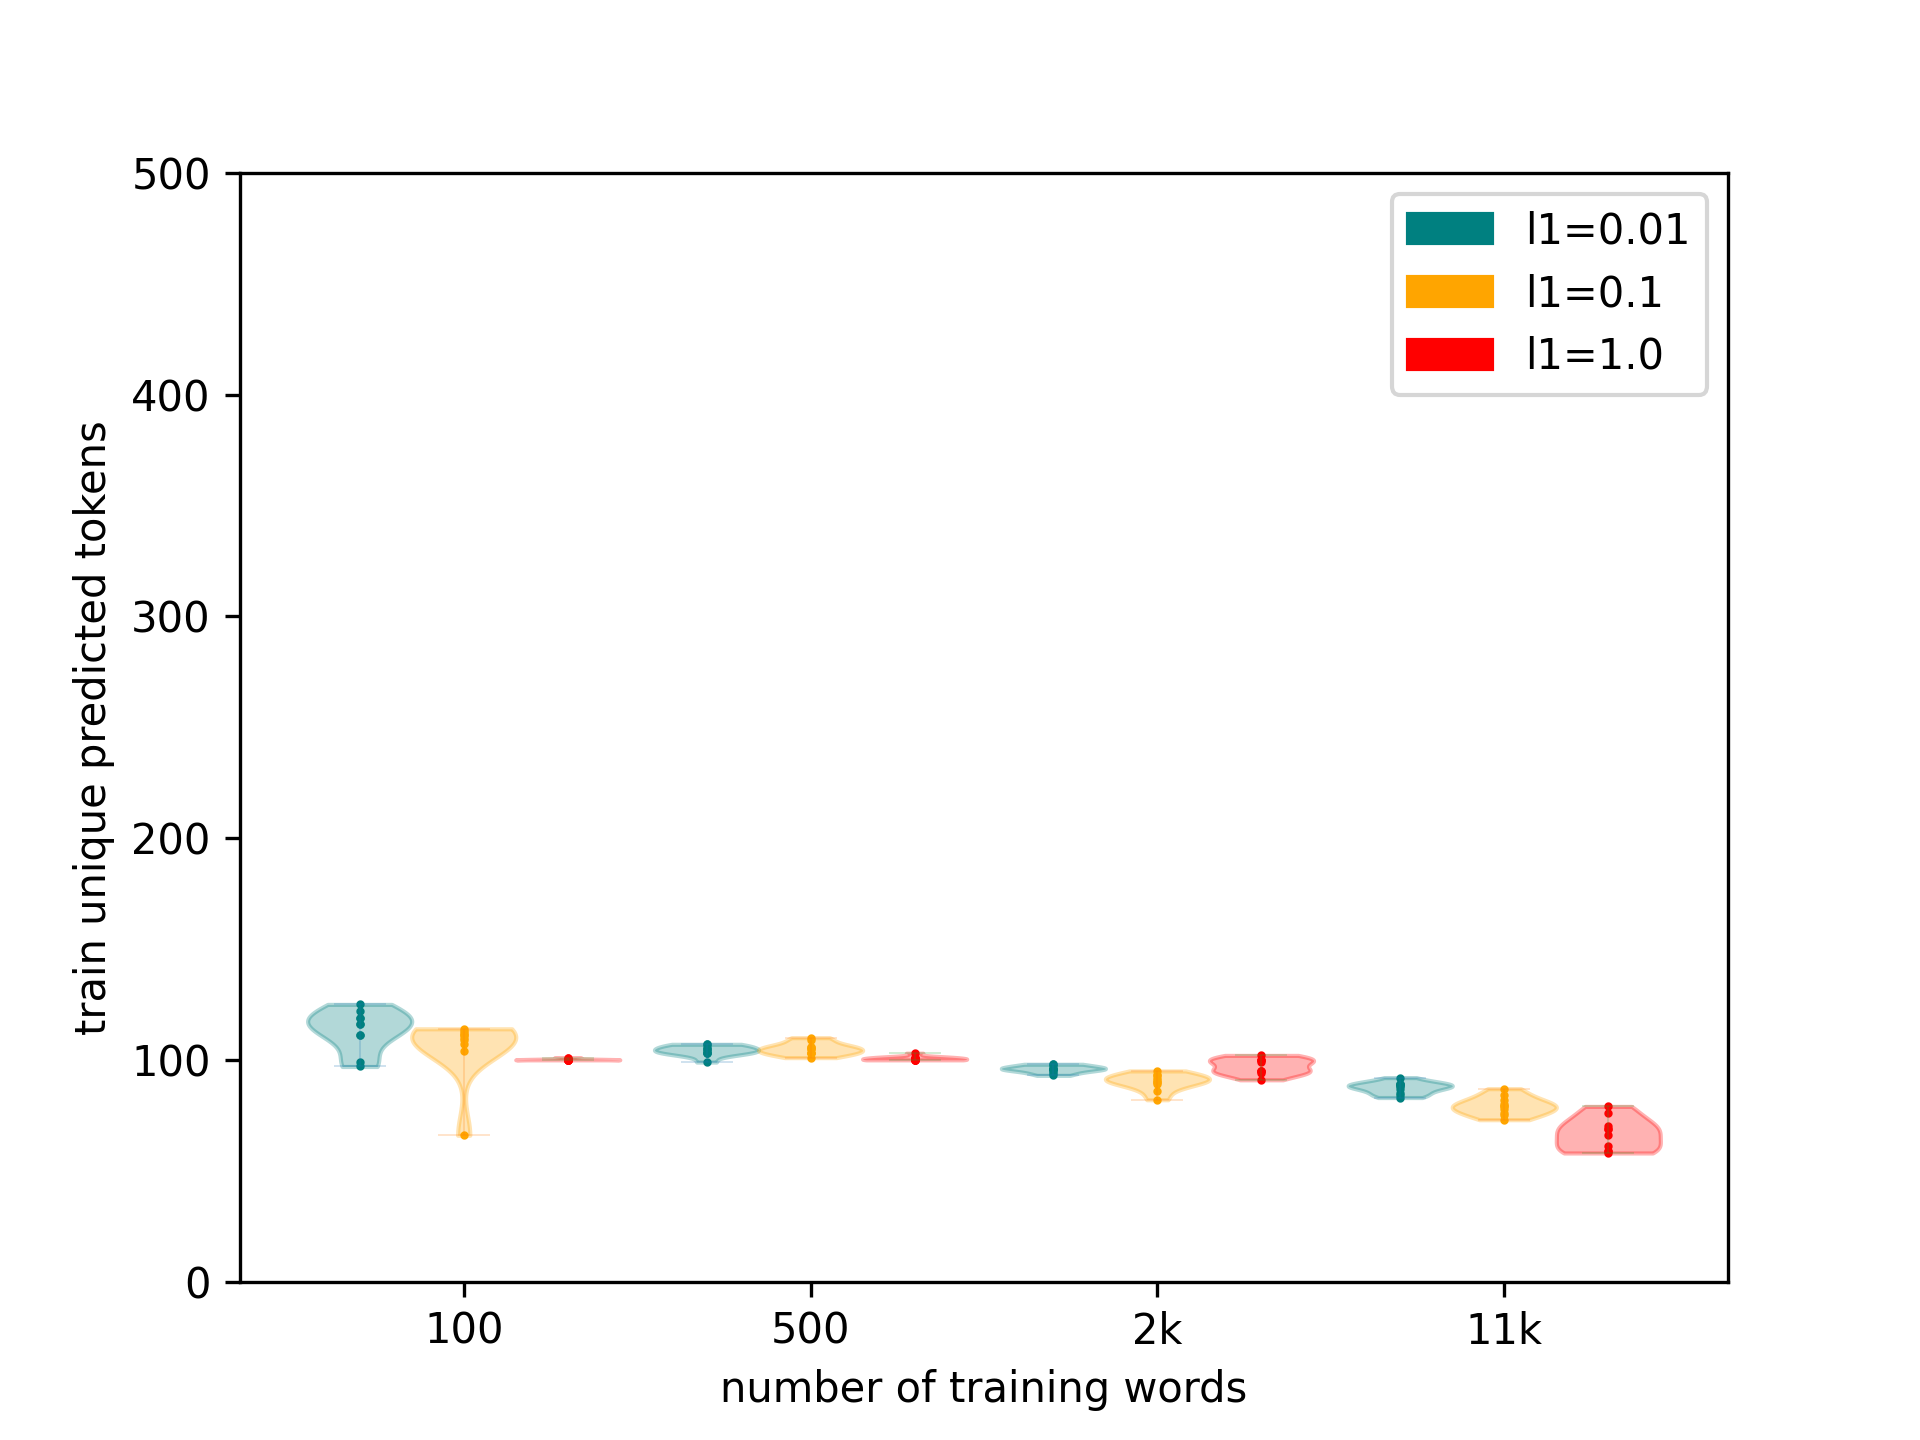 500
400
300
200
100
0
train unique predicted tokens
l1=0.01
l1=0.1
l1=1.0
100 500 2k 11k
number of training words